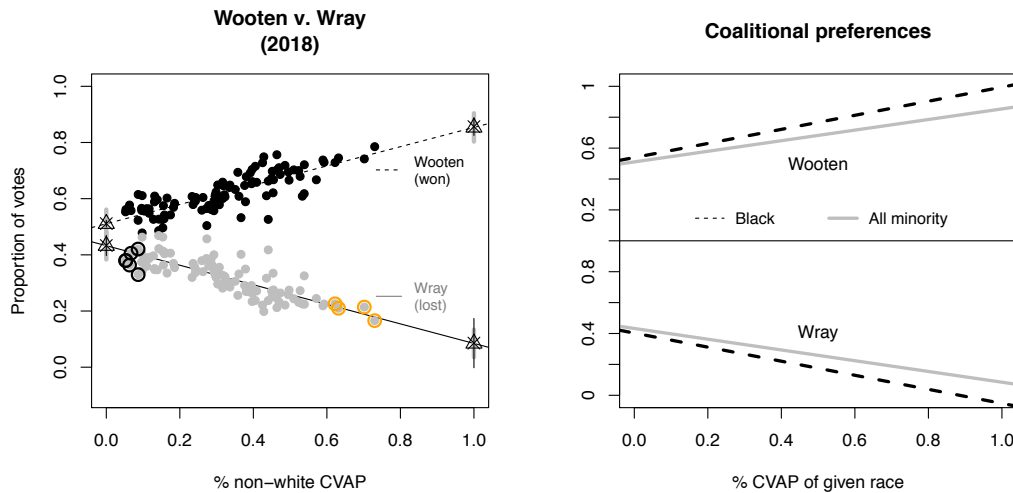 Wooten v. Wray
(2018)
Proportion of votes
1.0
0.8
0.6
0.4
0.2
0.0
Wooten
(won)
Wray
(lost)
0.0 0.2 0.4 0.6 0.8 1.0
% non−white CVAP
Coalitional preferences
1
0.6
0.2
0.8
0.4
0
Wooten
Black All minority
Wray
0.0 0.2 0.4 0.6 0.8 1.0
% CVAP of given race